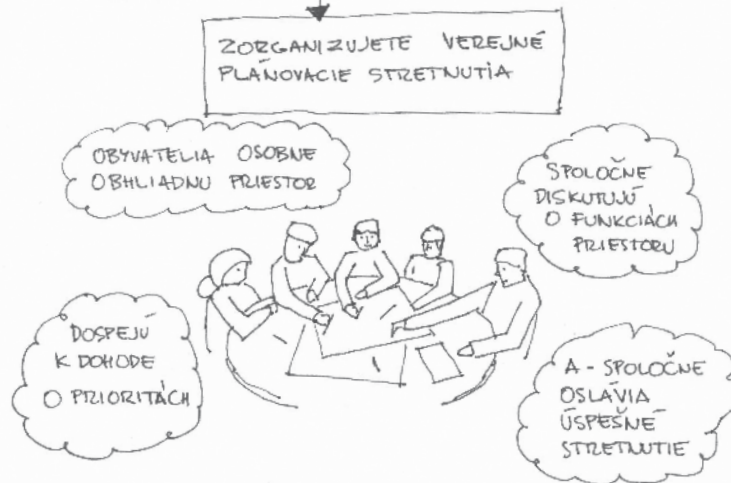 ZORGANIZUJETE VEREJNÉ
PLÁNOVACIE STRETNUTIA
OBYVATELIA OSOBNE
OBHLIADNU PRIESTOR
SPOLOČNE
DISKUTUJÚ
O FUNKCIÁCH
PRIESTORU
DOSPEJÚ
K DOHODE
O PRIORITÁCH
A - SPOLOČNE
OSLÁVIA
ÚSPEŠNÉ
STRETNUTIE